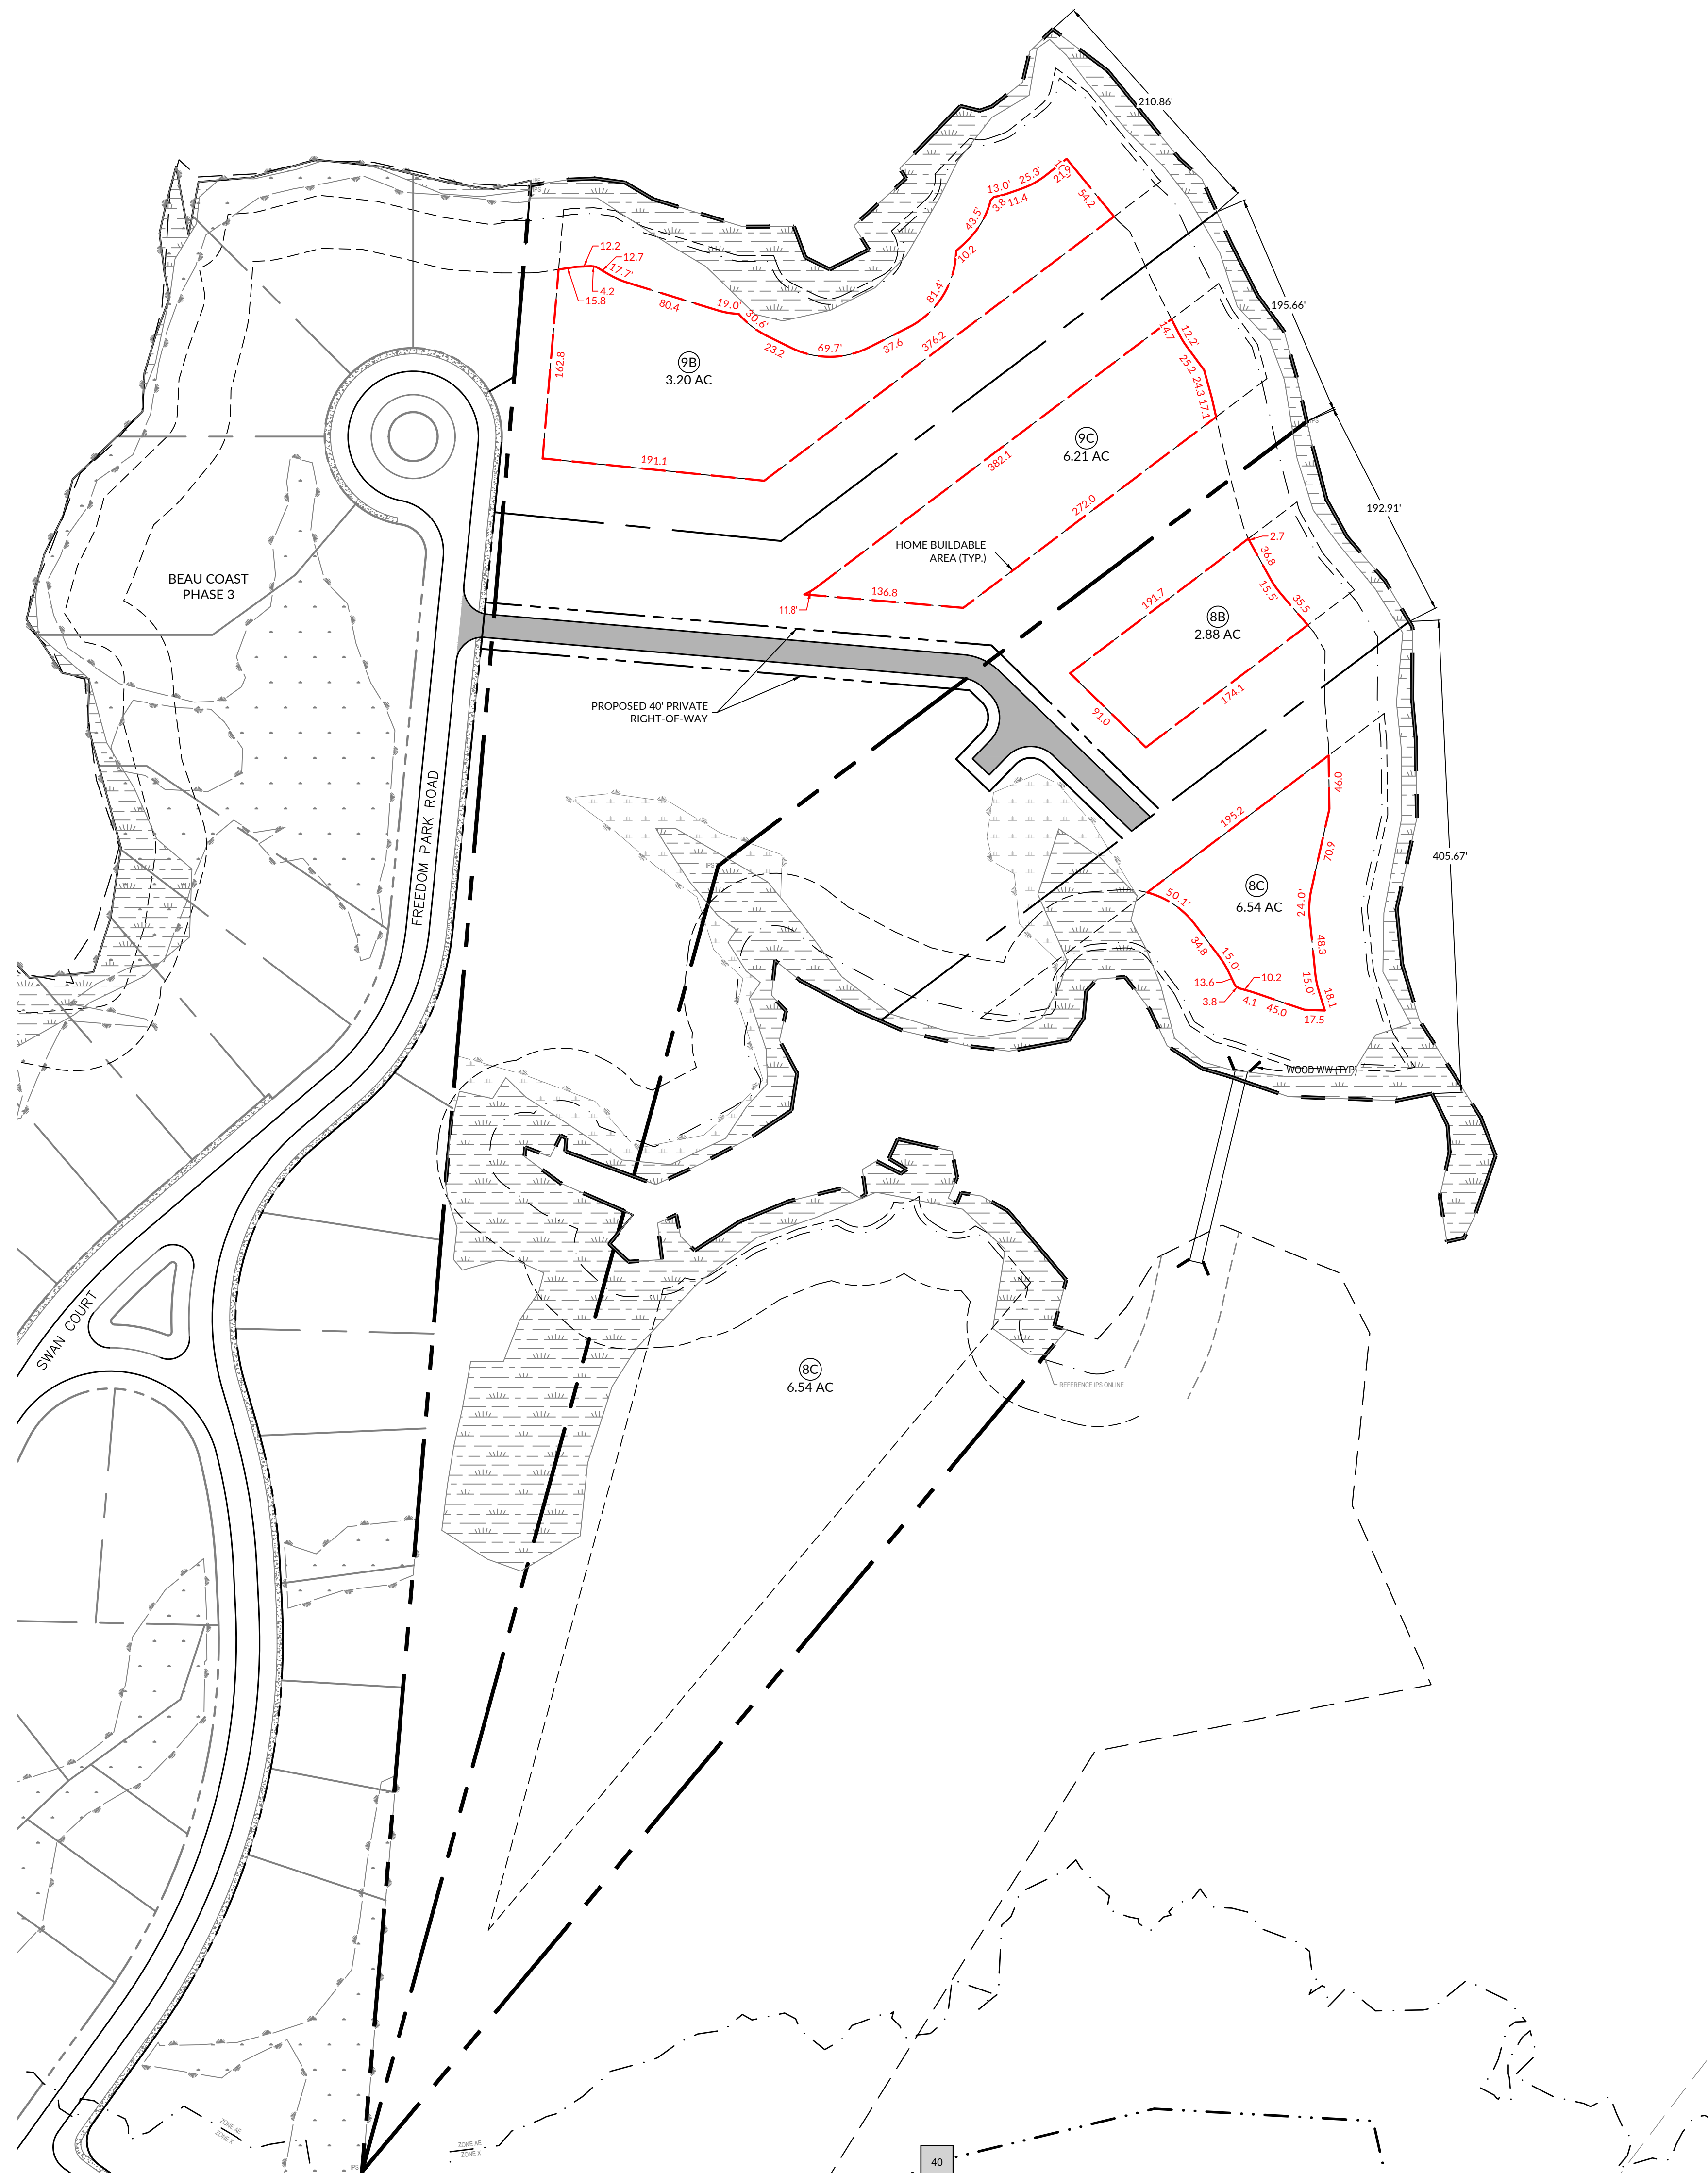 210.86'
195.66'
192.91'
405.67'
13.0'
25.3'
21.9
54.2
3.8
11.4
43.5'
10.2
81.4'
12.2
12.7
17.7'
4.2
15.8
80.4
19.0'
30.6'
23.2
69.7'
37.6
376.2
162.8
191.1
9B
3.20 AC
14.7
12.2'
25.2
24.3
17.1
382.1
9C
6.21 AC
272.0
HOME BUILDABLE
AREA (TYP.)
136.8
11.8'
2.7
36.8
15.5'
35.5
191.7
8B
2.88 AC
174.1
91.0
BEAU COAST
PHASE 3
PROPOSED 40' PRIVATE
RIGHT-OF-WAY
FREEDOM PARK ROAD
46.0
195.2
70.9
8C
6.54 AC
24.0'
50.1'
34.8
15.0'
48.3
13.6
10.2
15.0'
18.1
3.8
4.1
45.0
17.5
WOOD WW (TYP)
SWAN COURT
8C
6.54 AC
REFERENCE IPS ONLINE
ZONE AE
ZONE X
ZONE AE
ZONE X
IPS
40